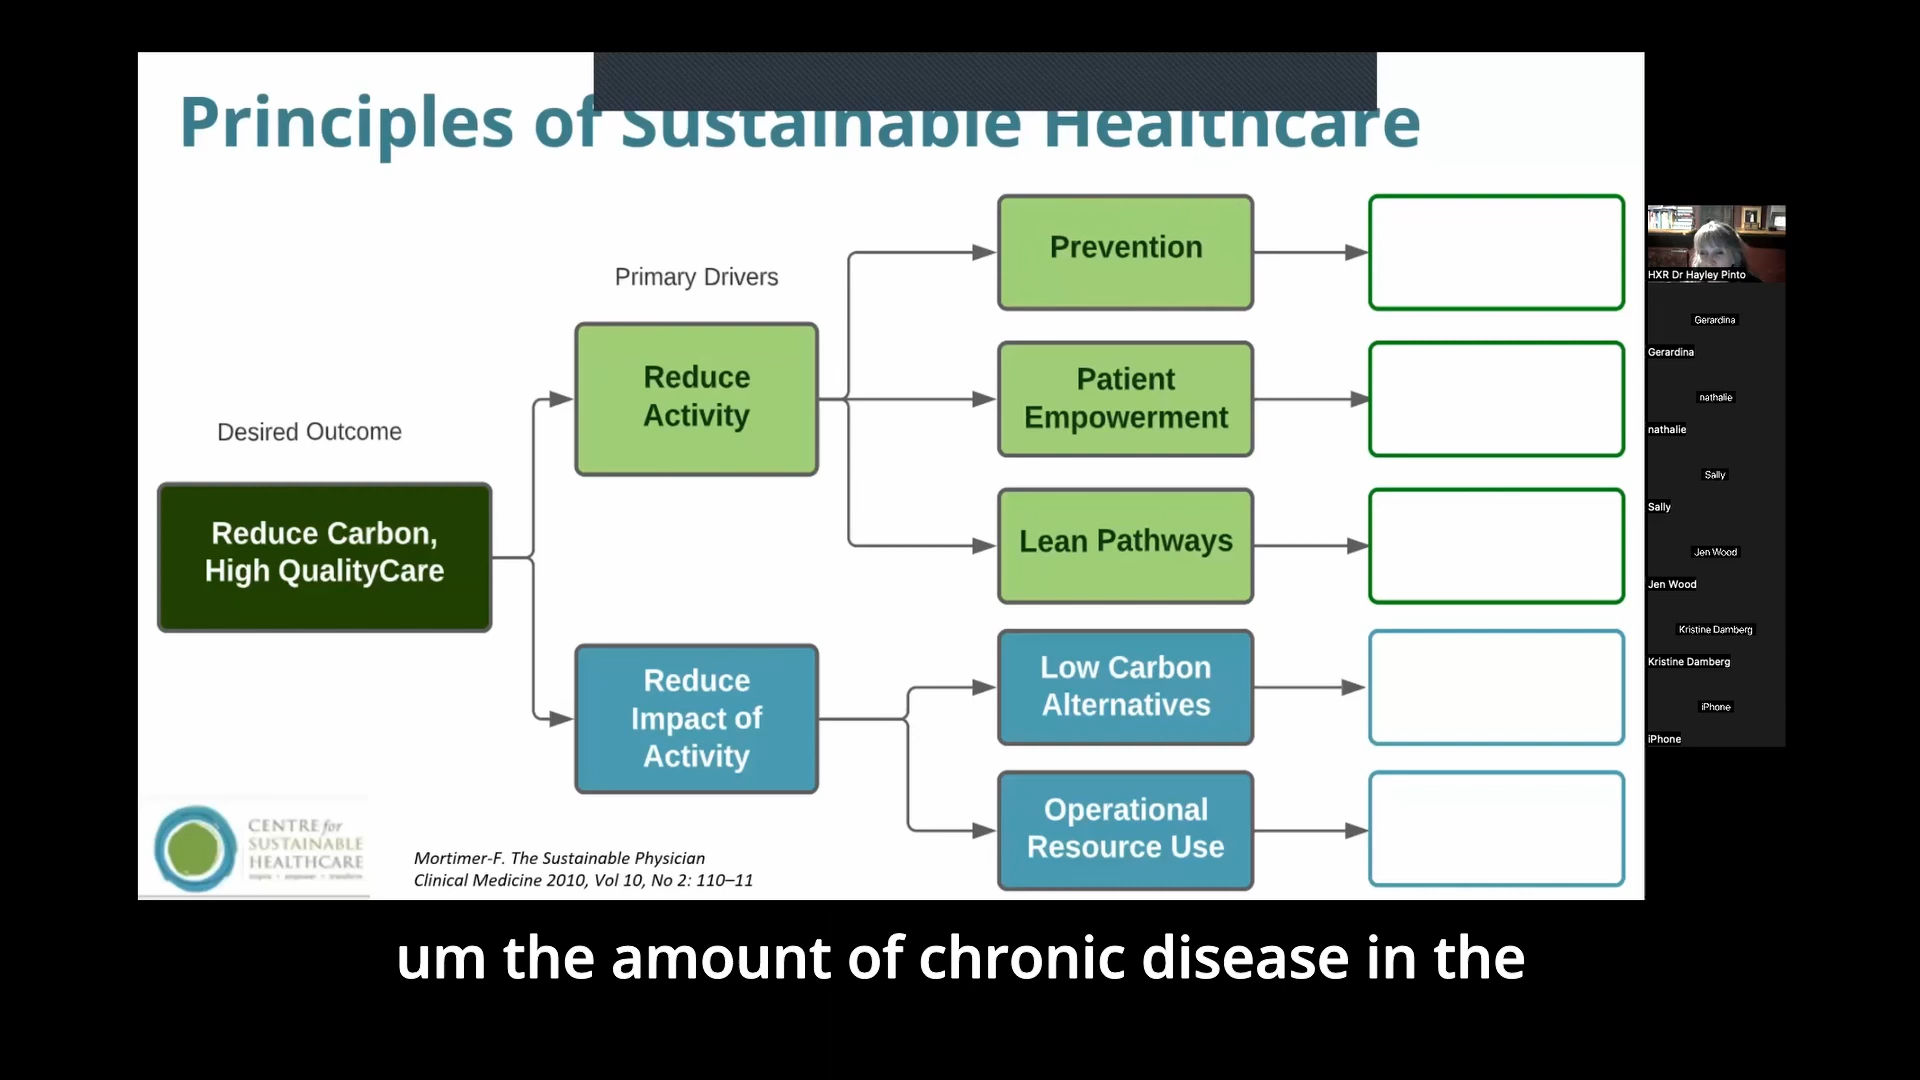 Principles of Sustainable Healthcare
Primary Drivers
Desired Outcome
Reduce Carbon,
High QualityCare
Reduce
Activity
Reduce
Impact of
Activity
Prevention
Patient
Empowerment
Lean Pathways
Low Carbon
Alternatives
Operational
Resource Use
CENTRE for
SUSTAINABLE
HEALTHCARE
Mortimer-F. The Sustainable Physician
Clinical Medicine 2010, Vol 10, No 2: 110–11
HXR Dr Hayley Pinto
Gerardina
Gerardina
nathalie
nathalie
Sally
Sally
Jen Wood
Jen Wood
Kristine Damberg
Kristine Damberg
iPhone
iPhone
um the amount of chronic disease in the